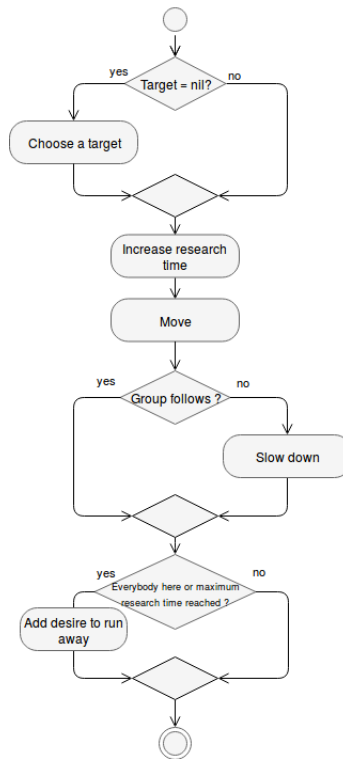 yes
no
Target = nil?
Choose a target
Increase research
time
Move
yes
no
Group follows ?
Slow down
yes
no
Everybody here or maximum
research time reached ?
Add desire to run
away